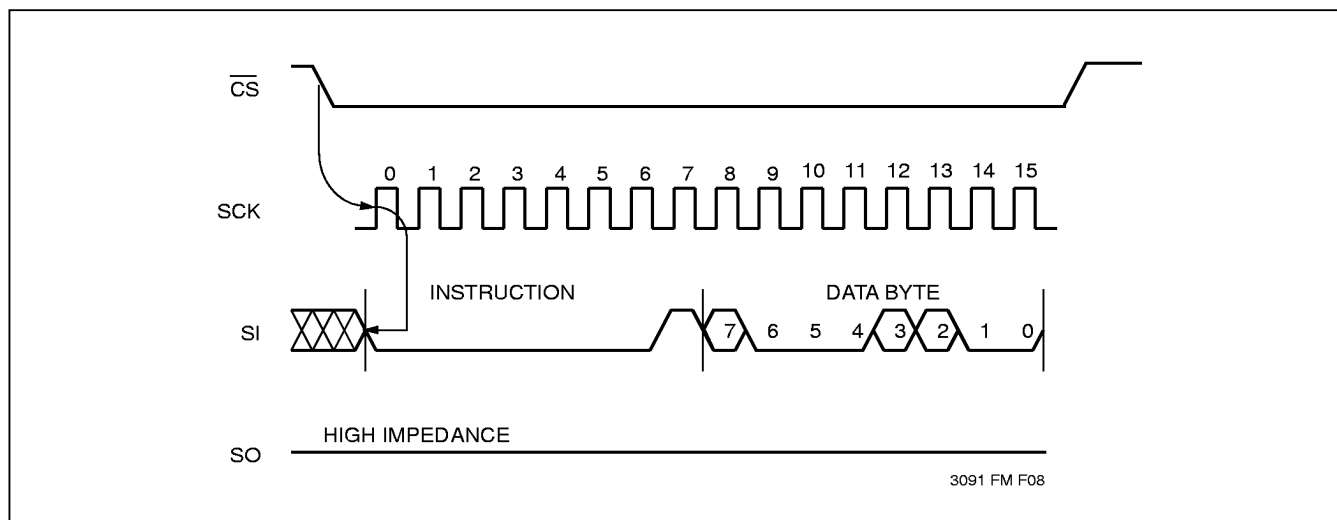 CS
0 1 2 3 4 5 6 7 8 9 10 11 12 13 14 15
SCK
INSTRUCTION DATA BYTE
SI 7 6 5 4 3 2 1 0
HIGH IMPEDANCE
SO
3091 FM F08